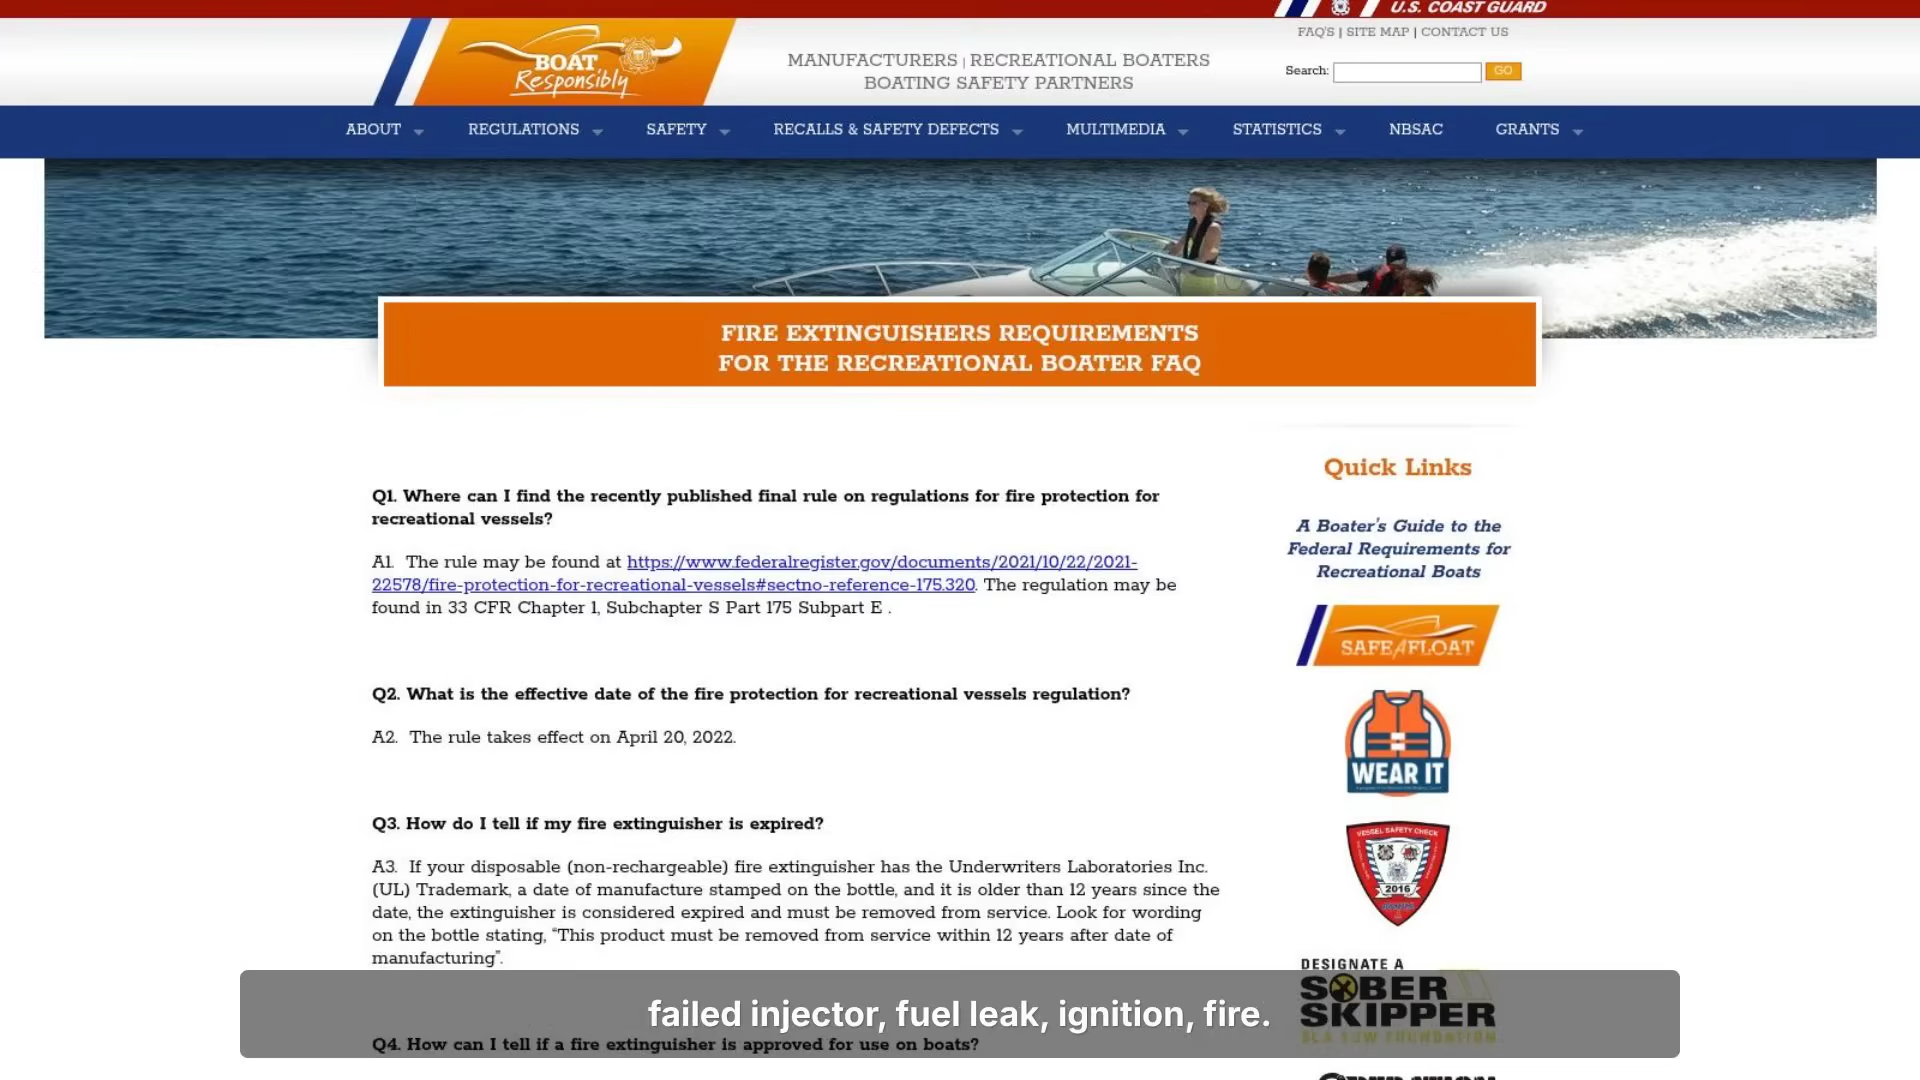 U.S. COAST GUARD
FAQ'S | SITE MAP | CONTACT US
BOAT
Responsibly
MANUFACTURERS | RECREATIONAL BOATERS
BOATING SAFETY PARTNERS
Search:
GO
ABOUT
REGULATIONS
SAFETY
RECALLS & SAFETY DEFECTS
MULTIMEDIA
STATISTICS
NBSAC
GRANTS
FIRE EXTINGUISHERS REQUIREMENTS
FOR THE RECREATIONAL BOATER FAQ
Q1. Where can I find the recently published final rule on regulations for fire protection for
recreational vessels?
A1. The rule may be found at https://www.federalregister.gov/documents/2021/10/22/2021-
22578/fire-protection-for-recreational-vessels#sectno-reference-175.320. The regulation may be
found in 33 CFR Chapter 1, Subchapter S Part 175 Subpart E .
Q2. What is the effective date of the fire protection for recreational vessels regulation?
A2. The rule takes effect on April 20, 2022.
Q3. How do I tell if my fire extinguisher is expired?
A3. If your disposable (non-rechargeable) fire extinguisher has the Underwriters Laboratories Inc.
(UL) Trademark, a date of manufacture stamped on the bottle, and it is older than 12 years since the
date, the extinguisher is considered expired and must be removed from service. Look for wording
on the bottle stating, “This product must be removed from service within 12 years after date of
manufacturing”.
Q4. How can I tell if a fire extinguisher is approved for use on boats?
Quick Links
A Boater's Guide to the
Federal Requirements for
Recreational Boats
SAFE AFLOAT
WEAR IT
VESSEL SAFETY CHECK
2016
DESIGNATE A
SOBER
SKIPPER
SEA TOW FOUNDATION
failed injector, fuel leak, ignition, fire.